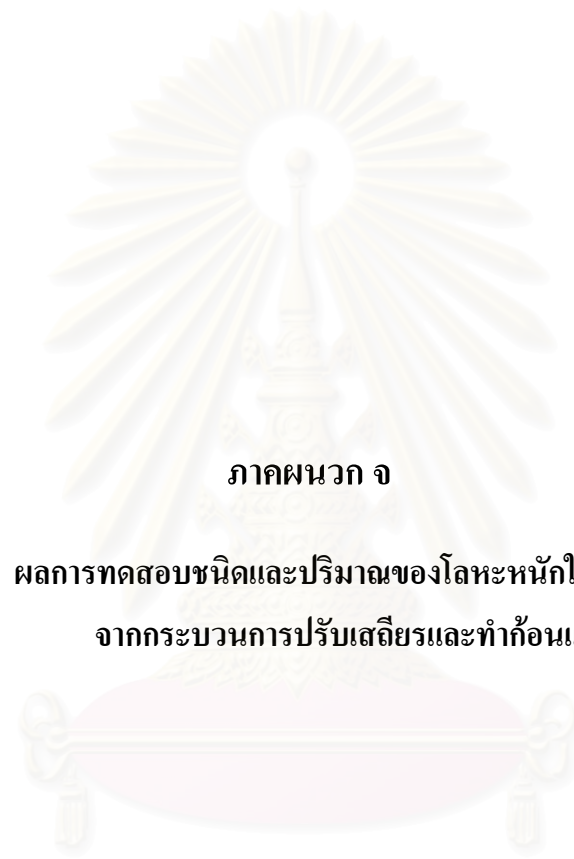 ภาคผนวก จ
ผลการทดสอบชนิดและปริมาณของโลหะหนักใ
จากกระบวนการปรับเสถียรและทำก้อนแ